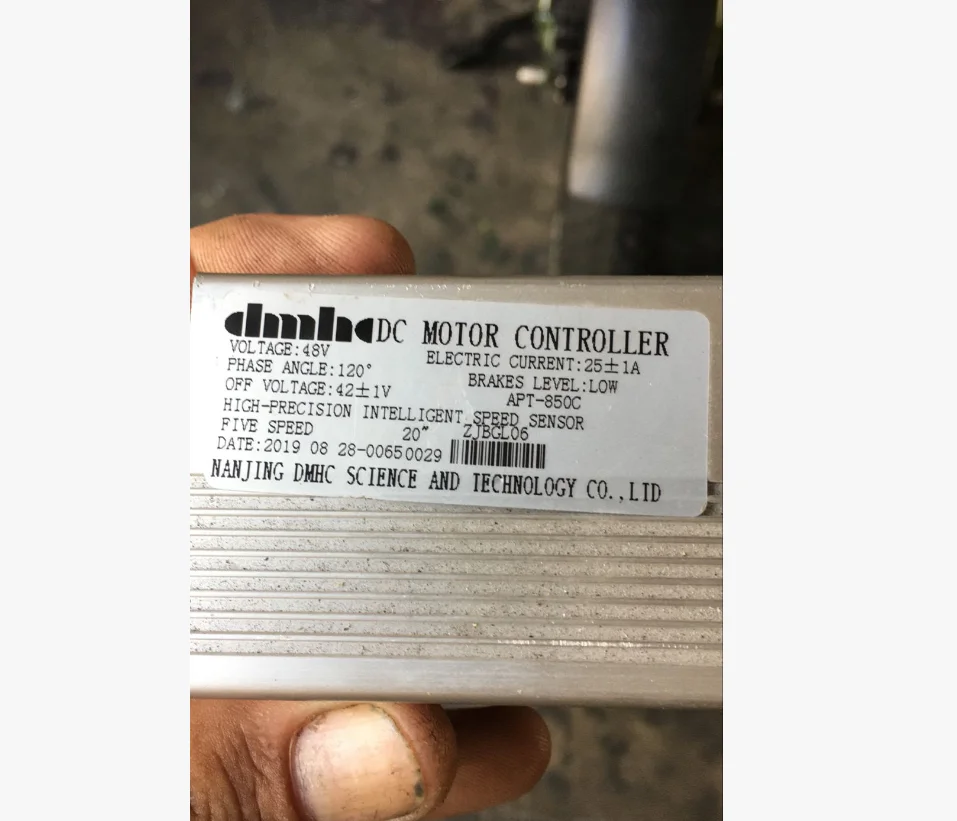 dmhc DC MOTOR CONTROLLER
VOLTAGE:48V ELECTRIC CURRENT:25±1A
PHASE ANGLE:120° BRAKES LEVEL:LOW
OFF VOLTAGE:42±1V APT-850C
HIGH-PRECISION INTELLIGENT SPEED SENSOR
FIVE SPEED 20" ZJBGL06
DATE:2019 08 28-00650029
NANJING DMHC SCIENCE AND TECHNOLOGY CO.,LTD